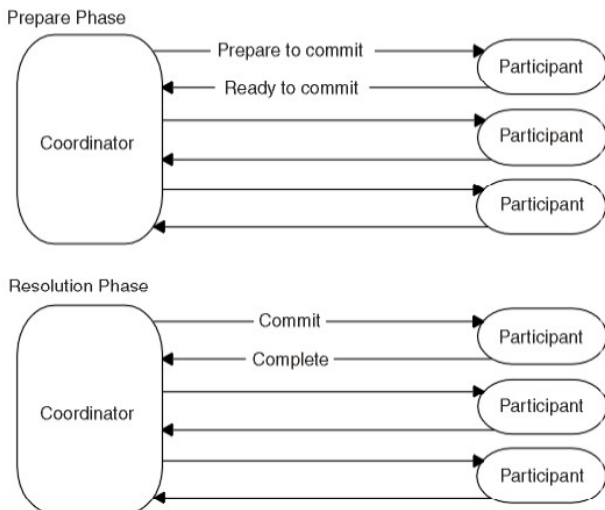 Prepare Phase
Prepare to commit
Participant
Ready to commit
Coordinator
Participant
Participant
Resolution Phase
Commit
Participant
Complete
Coordinator
Participant
Participant